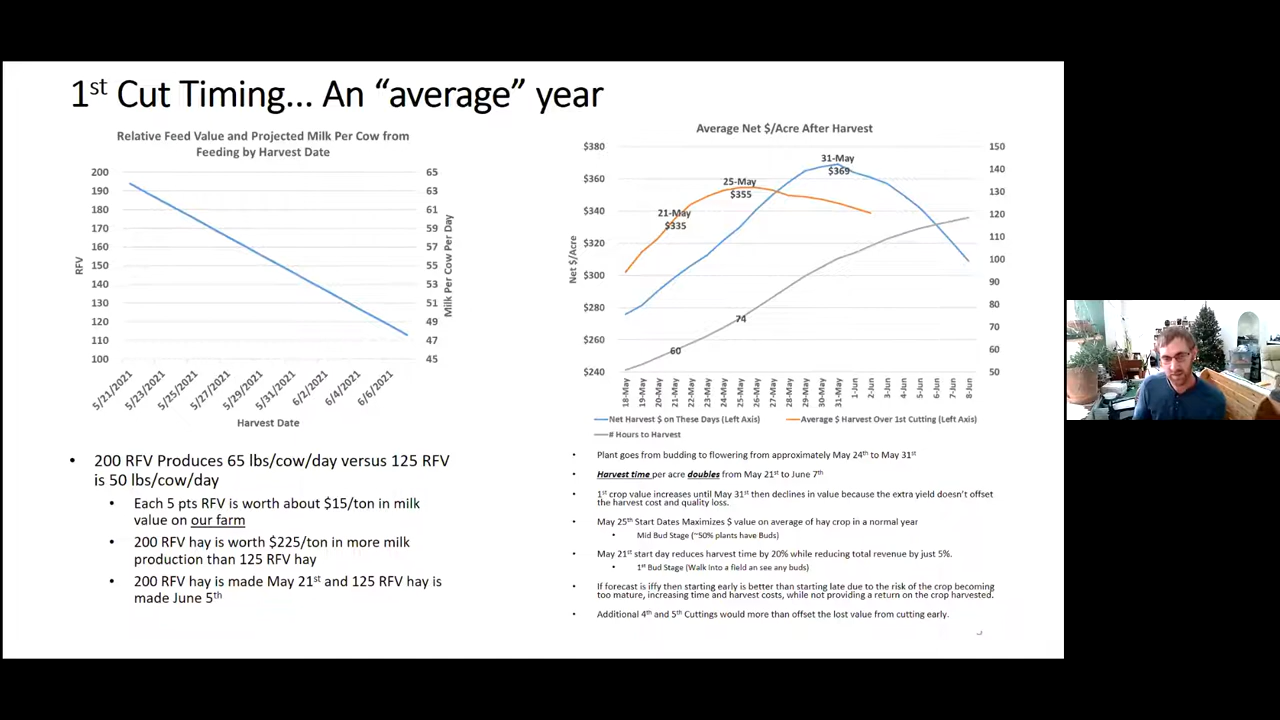 1st Cut Timing... An “average” year
Relative Feed Value and Projected Milk Per Cow from
Feeding by Harvest Date
200
190
180
170
160
150
140
130
120
110
100
RFV
65
63
61
59
57
55
53
51
49
47
45
Milk Per Cow Per Day
5/21/2021
5/23/2021
5/25/2021
5/27/2021
5/29/2021
5/31/2021
6/2/2021
6/4/2021
6/6/2021
Harvest Date
• 200 RFV Produces 65 lbs/cow/day versus 125 RFV
is 50 lbs/cow/day
• Each 5 pts RFV is worth about $15/ton in milk
value on our farm
• 200 RFV hay is worth $225/ton in more milk
production than 125 RFV hay
• 200 RFV hay is made May 21st and 125 RFV hay is
made June 5th
Average Net $/Acre After Harvest
$380
$360
$340
$320
$300
$280
$260
$240
Net $/Acre
150
140
130
120
110
100
90
80
70
60
50
21-May
$335
25-May
$355
31-May
$369
60
74
18-May
19-May
20-May
21-May
22-May
23-May
24-May
25-May
26-May
27-May
28-May
29-May
30-May
31-May
1-Jun
2-Jun
3-Jun
4-Jun
5-Jun
6-Jun
7-Jun
8-Jun
Net Harvest $ on These Days (Left Axis)
Average $ Harvest Over 1st Cutting (Left Axis)
# Hours to Harvest
• Plant goes from budding to flowering from approximately May 24th to May 31st
• Harvest time per acre doubles from May 21st to June 7th
• 1st crop value increases until May 31st then declines in value because the extra yield doesn't offset
the harvest cost and quality loss.
• May 25th Start Dates Maximizes $ value on average of hay crop in a normal year
• Mid Bud Stage (~50% plants have Buds)
• May 21st start day reduces harvest time by 20% while reducing total revenue by just 5%.
• 1st Bud Stage (Walk into a field an see any buds)
• If forecast is iffy then starting early is better than starting late due to the risk of the crop becoming
too mature, increasing time and harvest costs, while not providing a return on the crop harvested.
• Additional 4th and 5th Cuttings would more than offset the lost value from cutting early.